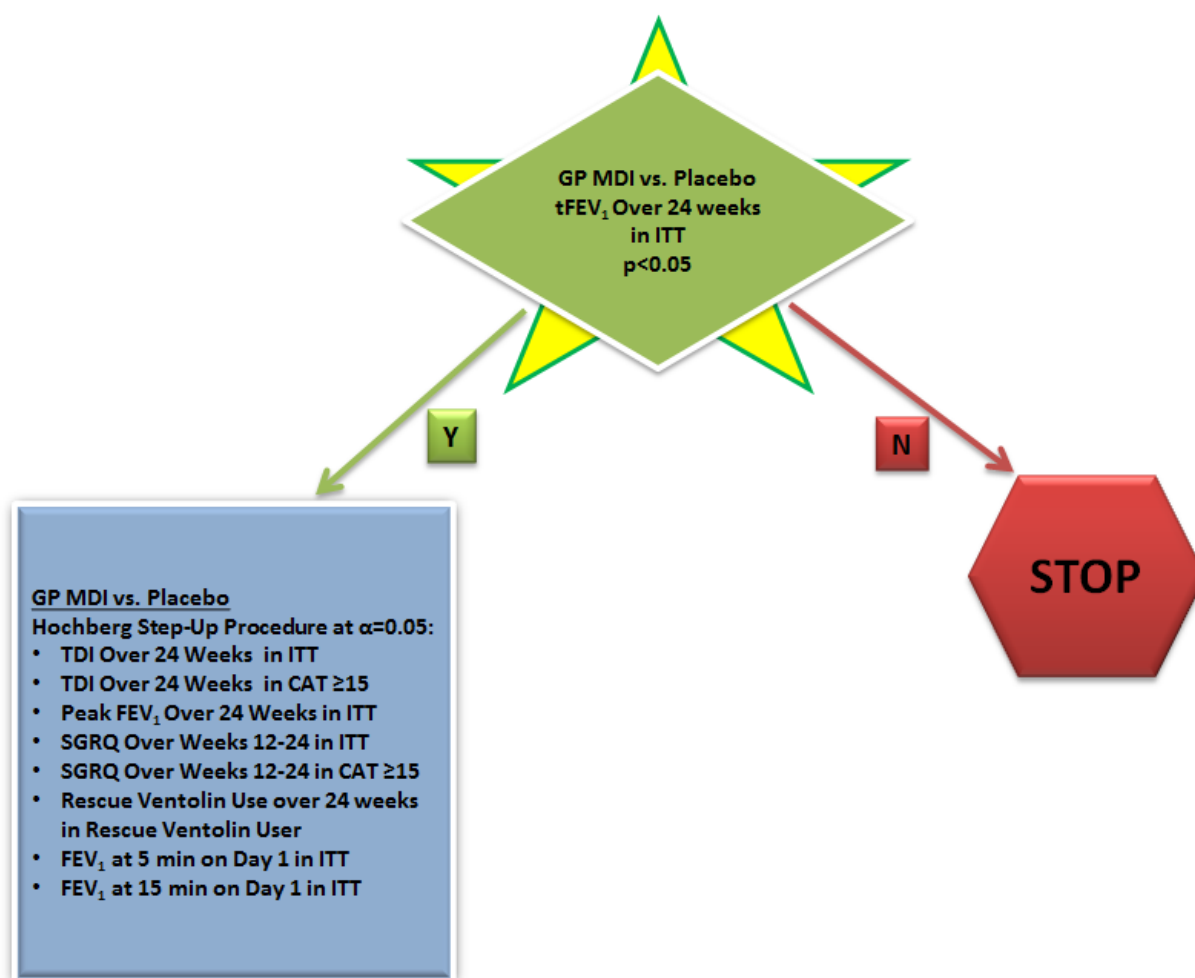 GP MDI vs. Placebo
tFEV₁ Over 24 weeks
in ITT
p<0.05
Y
N
STOP
GP MDI vs. Placebo
Hochberg Step-Up Procedure at α=0.05:
• TDI Over 24 Weeks in ITT
• TDI Over 24 Weeks in CAT ≥15
• Peak FEV₁ Over 24 Weeks in ITT
• SGRQ Over Weeks 12-24 in ITT
• SGRQ Over Weeks 12-24 in CAT ≥15
• Rescue Ventolin Use over 24 weeks
in Rescue Ventolin User
• FEV₁ at 5 min on Day 1 in ITT
• FEV₁ at 15 min on Day 1 in ITT